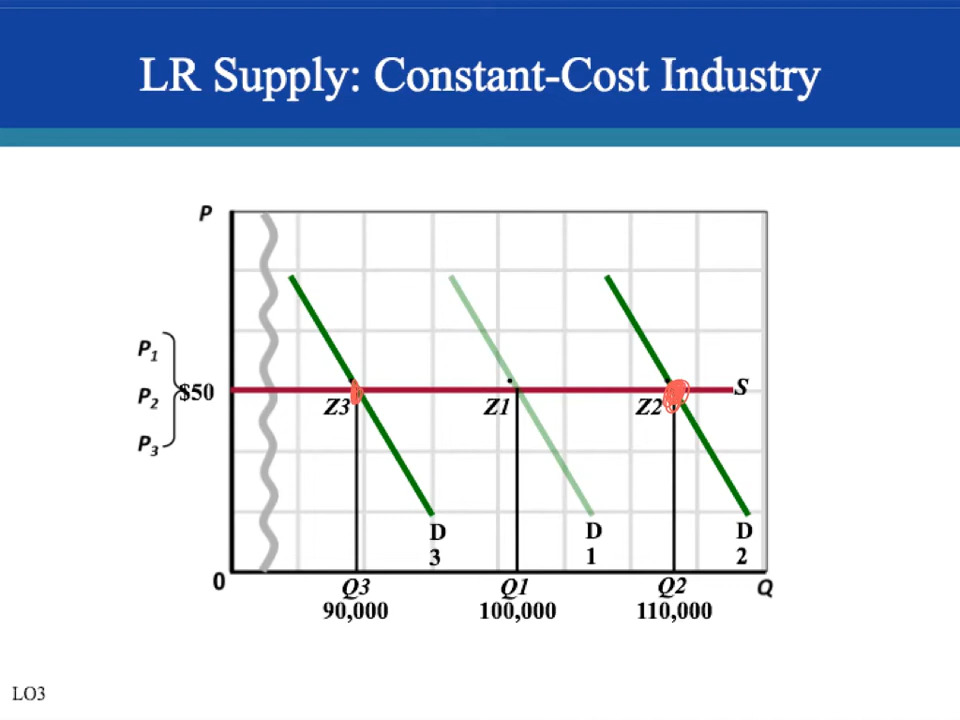 LR Supply: Constant-Cost Industry
P
P1
P2
P3
$50
S
Z3
Z1
Z2
D
3
D
1
D
2
0
Q3
Q1
Q2
Q
90,000
100,000
110,000
LO3